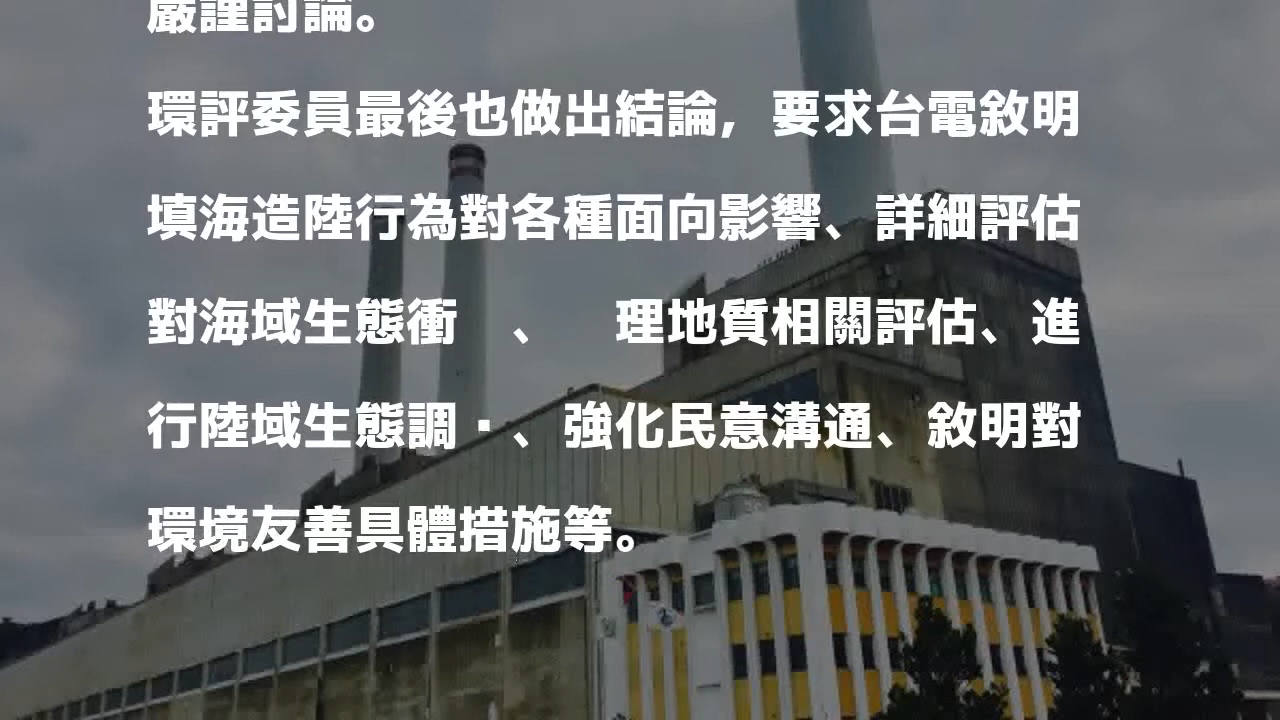 嚴謹討論。
環評委員最後也做出結論，要求台電敘明
填海造陸行為對各種面向影響、詳細評估
對海域生態衝　、　理地質相關評估、進
行陸域生態調▪、強化民意溝通、敘明對
環境友善具體措施等。